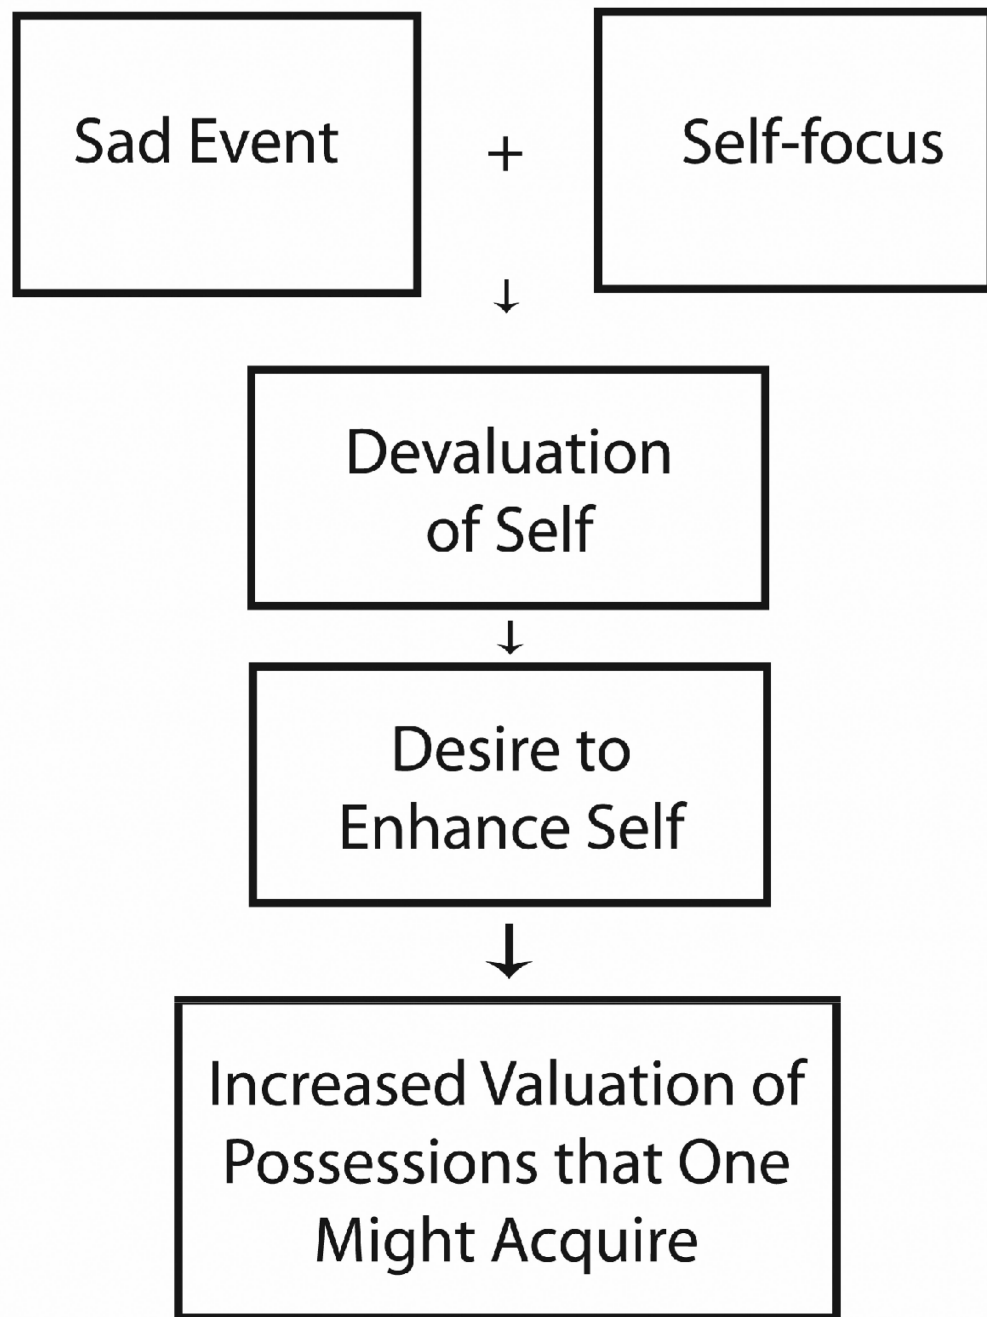 Sad Event
+
Self-focus
↓
Devaluation
of Self
↓
Desire to
Enhance Self
↓
Increased Valuation of
Possessions that One
Might Acquire